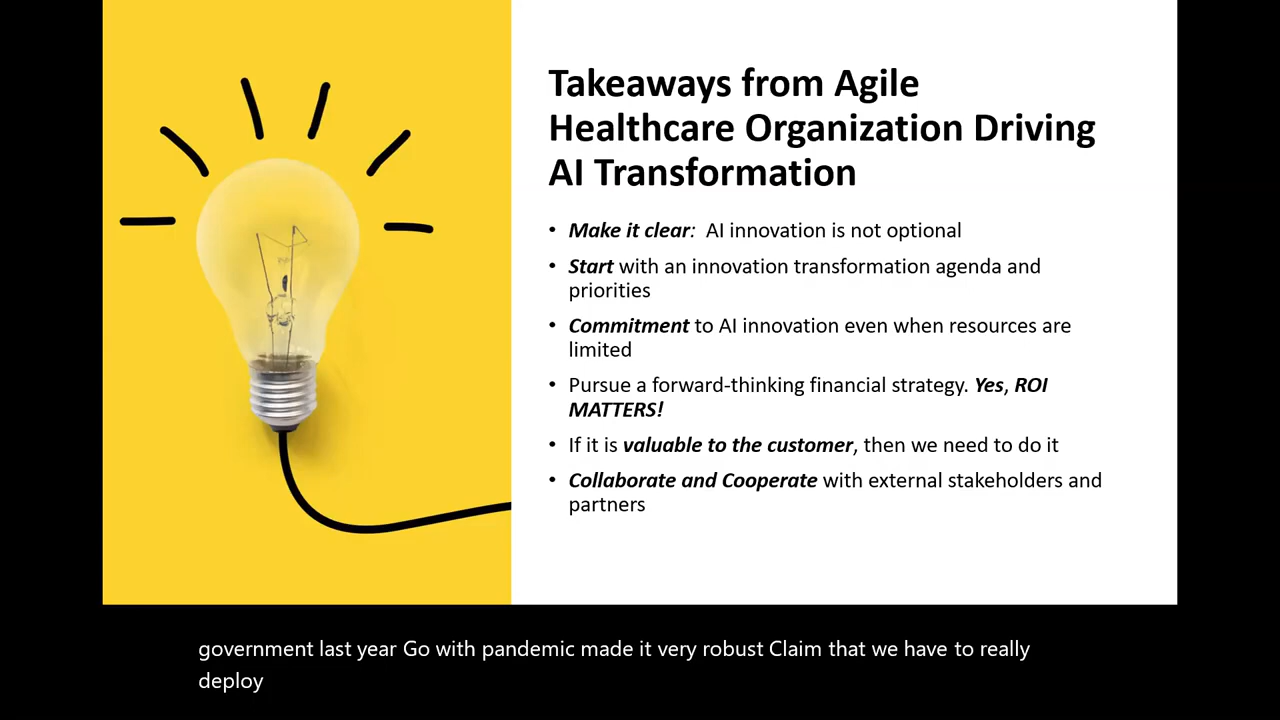 Takeaways from Agile
Healthcare Organization Driving
AI Transformation
• Make it clear:  AI innovation is not optional
• Start with an innovation transformation agenda and
priorities
• Commitment to AI innovation even when resources are
limited
• Pursue a forward-thinking financial strategy. Yes, ROI
MATTERS!
• If it is valuable to the customer, then we need to do it
• Collaborate and Cooperate with external stakeholders and
partners
government last year Go with pandemic made it very robust Claim that we have to really
deploy